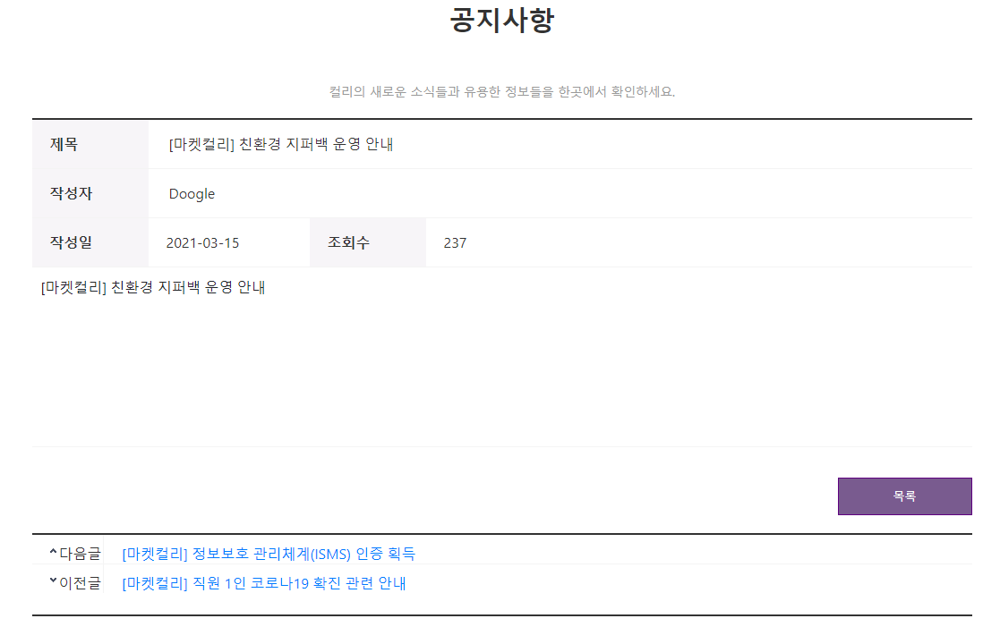 공지사항
컬리의 새로운 소식들과 유용한 정보들을 한곳에서 확인하세요.
제목 [마켓컬리] 친환경 지퍼백 운영 안내
작성자 Doogle
작성일 2021-03-15 조회수 237
[마켓컬리] 친환경 지퍼백 운영 안내
목록
다음글 [마켓컬리] 정보보호 관리체계(ISMS) 인증 획득
이전글 [마켓컬리] 직원 1인 코로나19 확진 관련 안내